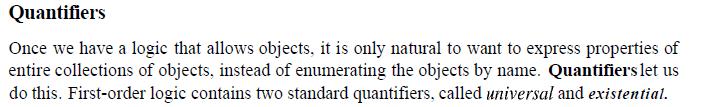 Quantifiers
Once we have a logic that allows objects, it is only natural to want to express properties of
entire collections of objects, instead of enumerating the objects by name. Quantifiers let us
do this. First-order logic contains two standard quantifiers, called universal and existential.